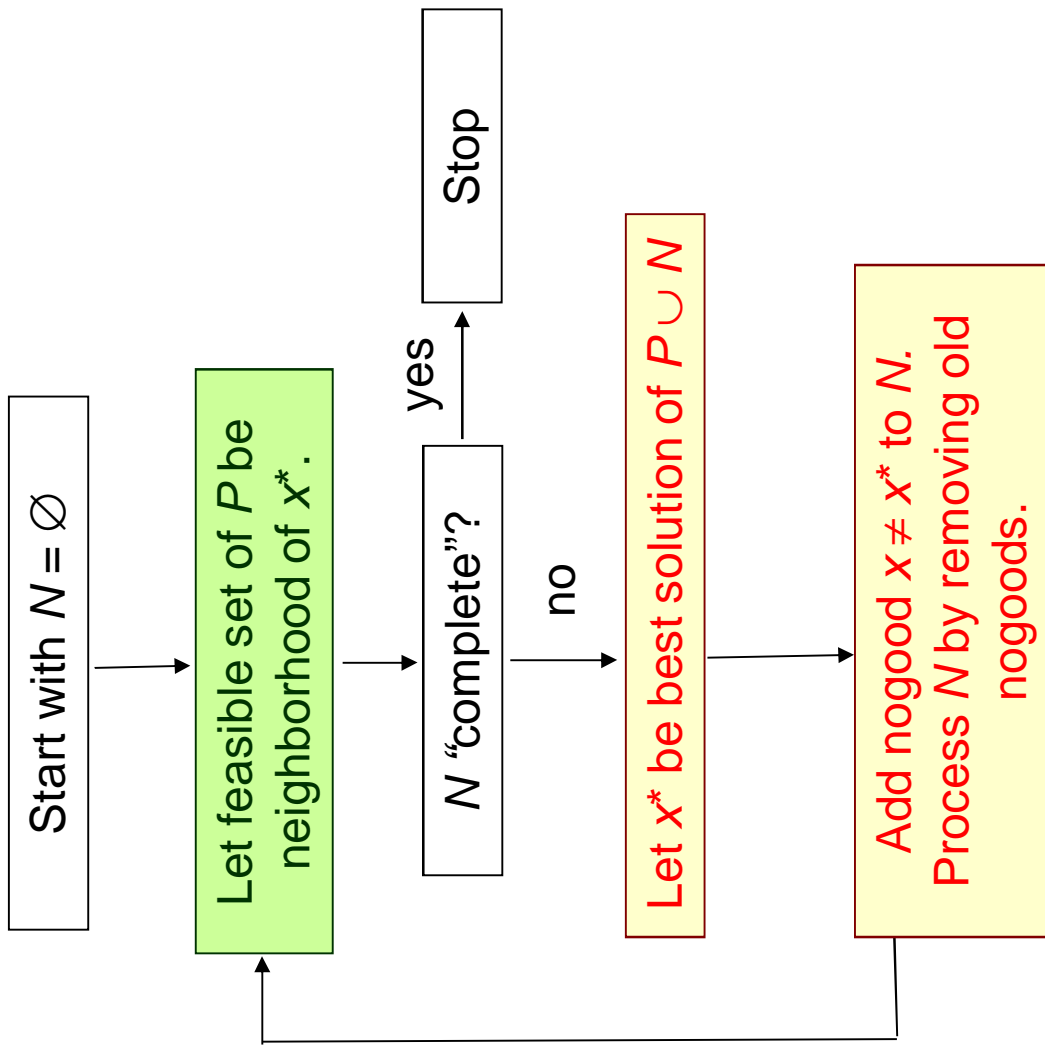 Start with N = ∅
Let feasible set of P be
neighborhood of x*.
N “complete”?
yes
Stop
no
Let x* be best solution of P ∪ N
Add nogood x ≠ x* to N.
Process N by removing old
nogoods.